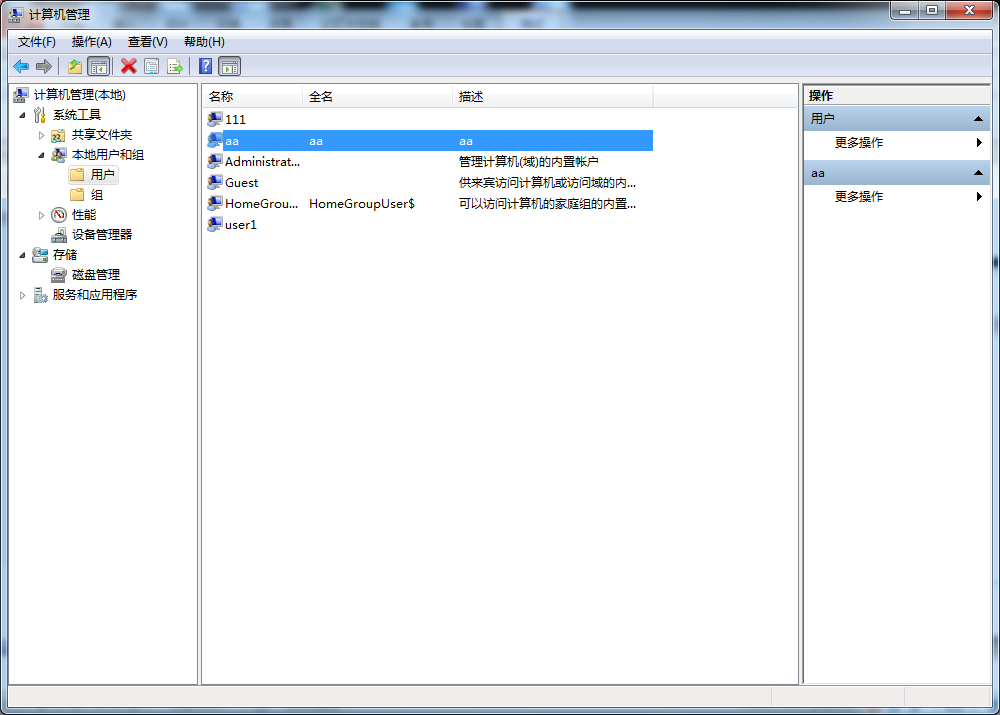 计算机管理
文件(F) 操作(A) 查看(V) 帮助(H)
计算机管理(本地)
系统工具
共享文件夹
本地用户和组
用户
组
性能
设备管理器
存储
磁盘管理
服务和应用程序
名称 全名 描述
111
aa aa aa
Administrat... 管理计算机(域)的内置帐户
Guest 供来宾访问计算机或访问域的内...
HomeGrou... HomeGroupUser$ 可以访问计算机的家庭组的内置...
user1
操作
用户
更多操作
aa
更多操作